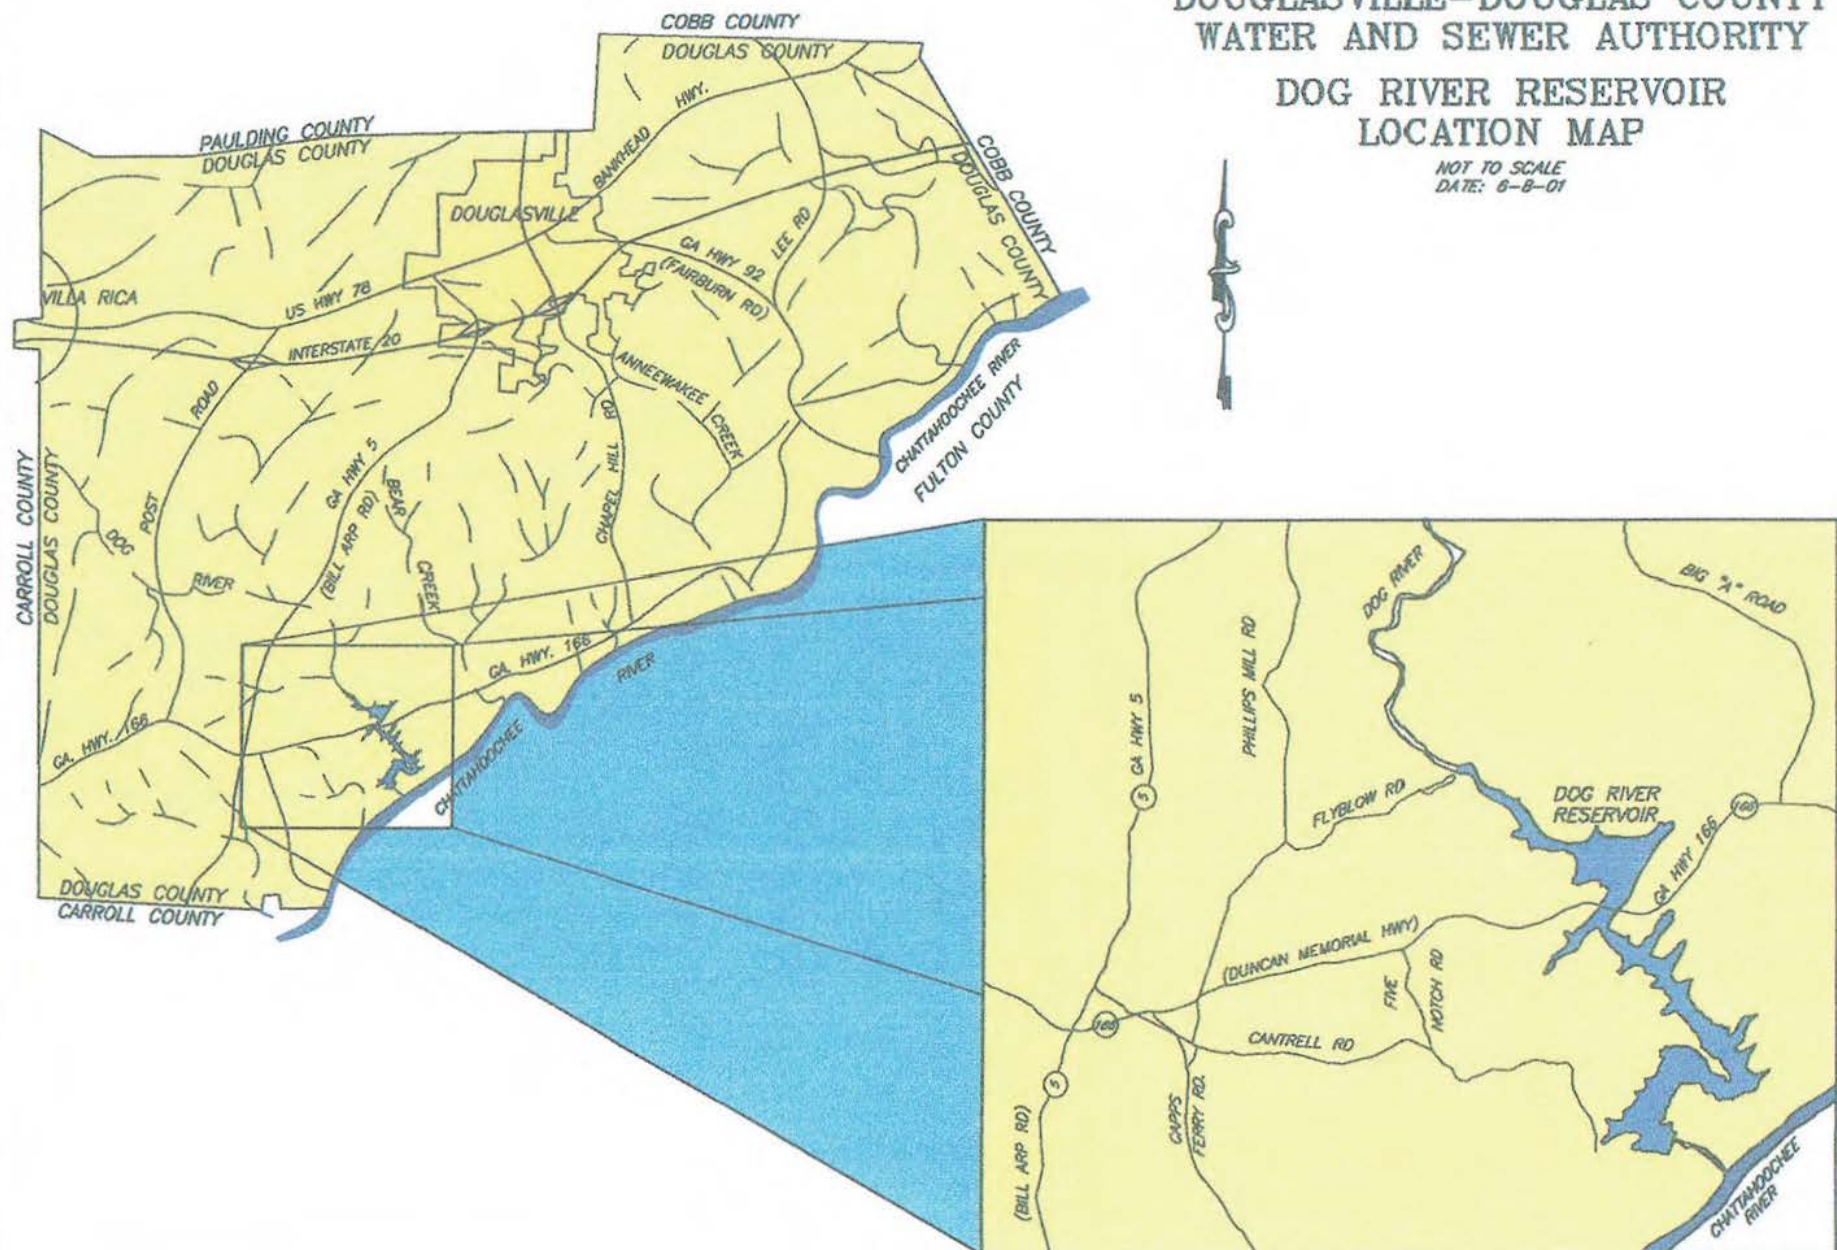 DOUGLASVILLE-DOUGLAS COUNTY
WATER AND SEWER AUTHORITY
DOG RIVER RESERVOIR
LOCATION MAP
NOT TO SCALE
DATE: 6-8-01
COBB COUNTY
DOUGLAS COUNTY
PAULDING COUNTY
DOUGLAS COUNTY
BANKHEAD HWY.
COBB COUNTY
DOUGLAS COUNTY
DOUGLASVILLE
LEE RD
GA HWY 92
(FAIRBURN RD)
VILLA RICA
US HWY 78
INTERSTATE 20
ANNEEWAKEE
CREEK
CHATTAHOOCHEE RIVER
FULTON COUNTY
POST ROAD
GA HWY 5
(BILL ARP RD)
BEAR
CREEK
CHAPEL HILL RD
CARROLL COUNTY
DOUGLAS COUNTY
DOG
RIVER
GA. HWY. 166
RIVER
CHATTAHOOCHEE
GA. HWY. 166
DOUGLAS COUNTY
CARROLL COUNTY
DOG RIVER
BIG "A" ROAD
PHILLIPS MILL RD
GA HWY 5
5
FLYBLOW RD
DOG RIVER
RESERVOIR
GA HWY 166
166
(DUNCAN MEMORIAL HWY)
FIVE
NOTCH RD
166
CANTRELL RD
5
CAPPS
FERRY RD.
(BILL ARP RD)
CHATTAHOOCHEE
RIVER